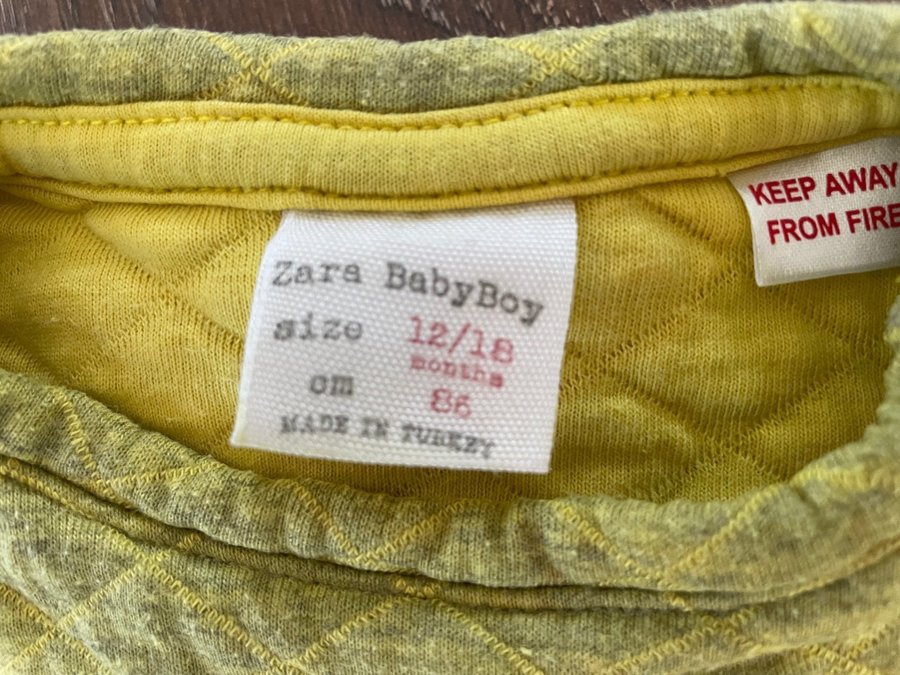 Zara BabyBoy
size 12/18
months
cm 86
MADE IN TURKEY
KEEP AWAY
FROM FIRE